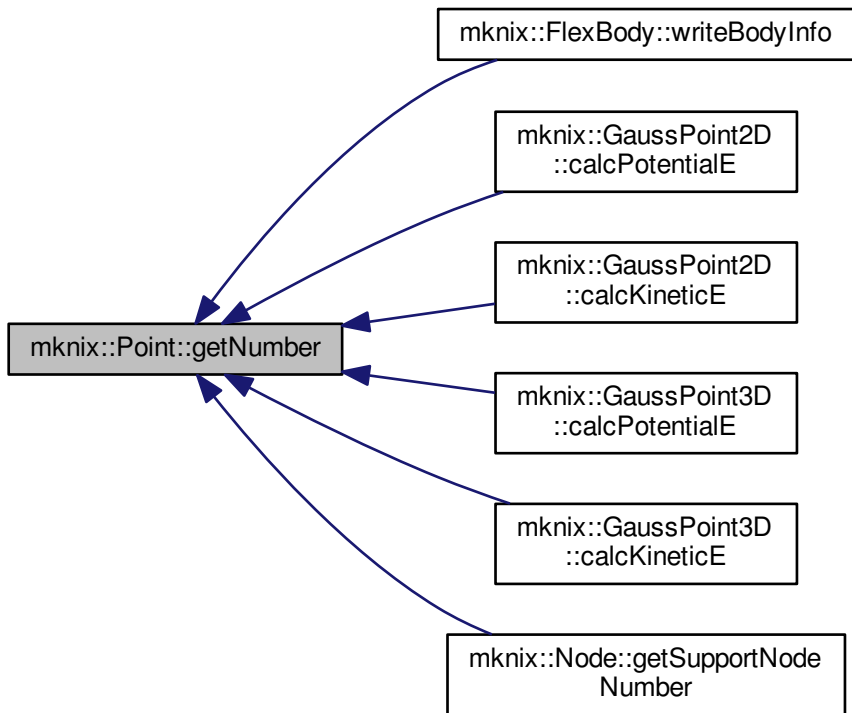 mknix::FlexBody::writeBodyInfo
mknix::GaussPoint2D
::calcPotentialE
mknix::GaussPoint2D
::calcKineticE
mknix::Point::getNumber
mknix::GaussPoint3D
::calcPotentialE
mknix::GaussPoint3D
::calcKineticE
mknix::Node::getSupportNode
Number